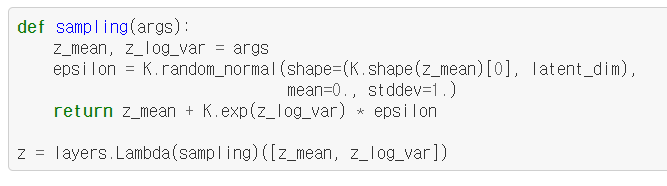 def sampling(args):
    z_mean, z_log_var = args
    epsilon = K.random_normal(shape=(K.shape(z_mean)[0], latent_dim),
                              mean=0., stddev=1.)
    return z_mean + K.exp(z_log_var) * epsilon
z = layers.Lambda(sampling)([z_mean, z_log_var])